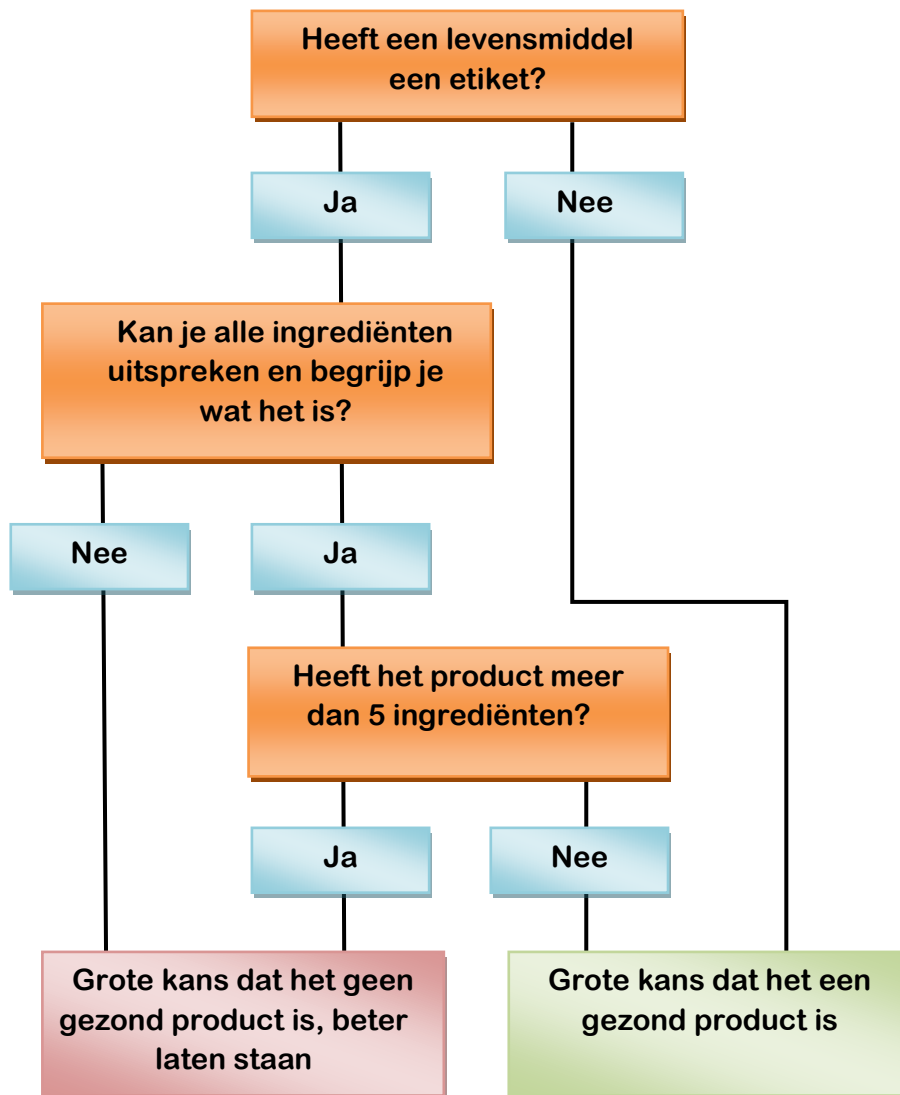 Heeft een levensmiddel
een etiket?
Ja
Nee
Kan je alle ingrediënten
uitspreken en begrijp je
wat het is?
Nee
Ja
Heeft het product meer
dan 5 ingrediënten?
Ja
Nee
Grote kans dat het geen
gezond product is, beter
laten staan
Grote kans dat het een
gezond product is